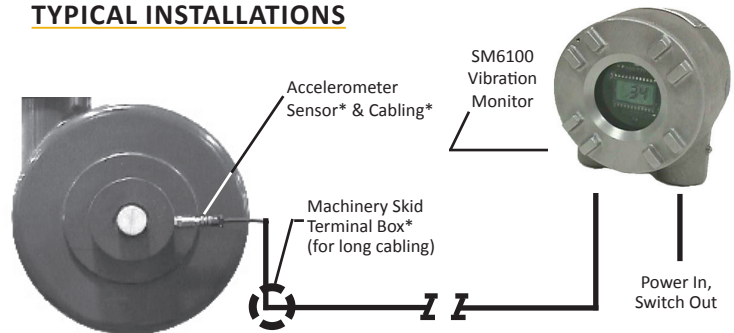 TYPICAL INSTALLATIONS
Accelerometer
Sensor* & Cabling*
SM6100
Vibration
Monitor
34
Machinery Skid
Terminal Box*
(for long cabling)
Power In,
Switch Out